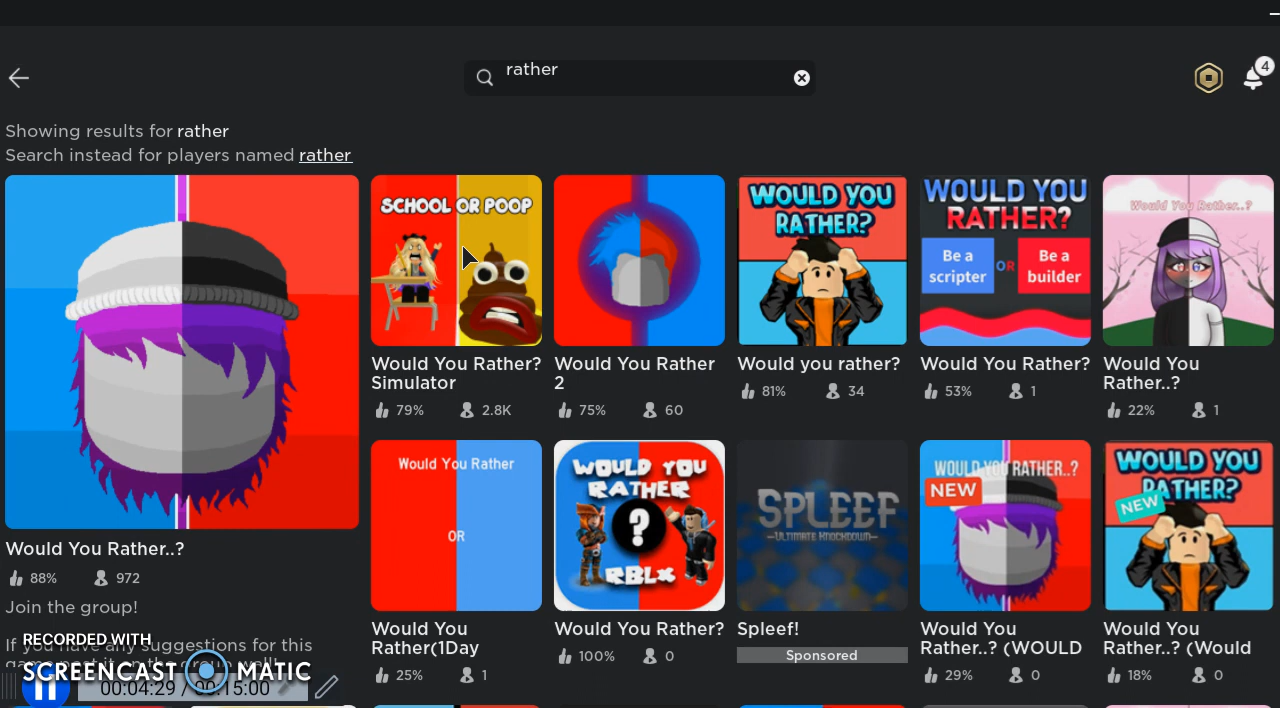 rather
4
Showing results for rather
Search instead for players named rather
SCHOOL OR POOP
WOULD YOU
RATHER?
WOULD YOU
RATHER?
Be a
scripter
OR
Be a
builder
Would You Rather..?
Would You Rather?
Simulator
79%
2.8K
Would You Rather
2
75%
60
Would you rather?
81%
34
Would You Rather?
53%
1
Would You
Rather..?
22%
1
Would You Rather
OR
WOULD YOU
RATHER
?
RBLX
SPLEEF
—ULTIMATE KNOCKDOWN—
WOULD YOU RATHER..?
NEW
WOULD YOU
RATHER?
NEW
Would You Rather..?
88%
972
Join the group!
If you have any suggestions for this
Would You
Rather(1Day
25%
1
Would You Rather?
100%
0
Spleef!
Sponsored
Would You
Rather..? (WOULD
29%
0
Would You
Rather..? (Would
18%
0
RECORDED WITH
SCREENCAST MATIC
00:04:29 / 00:15:00